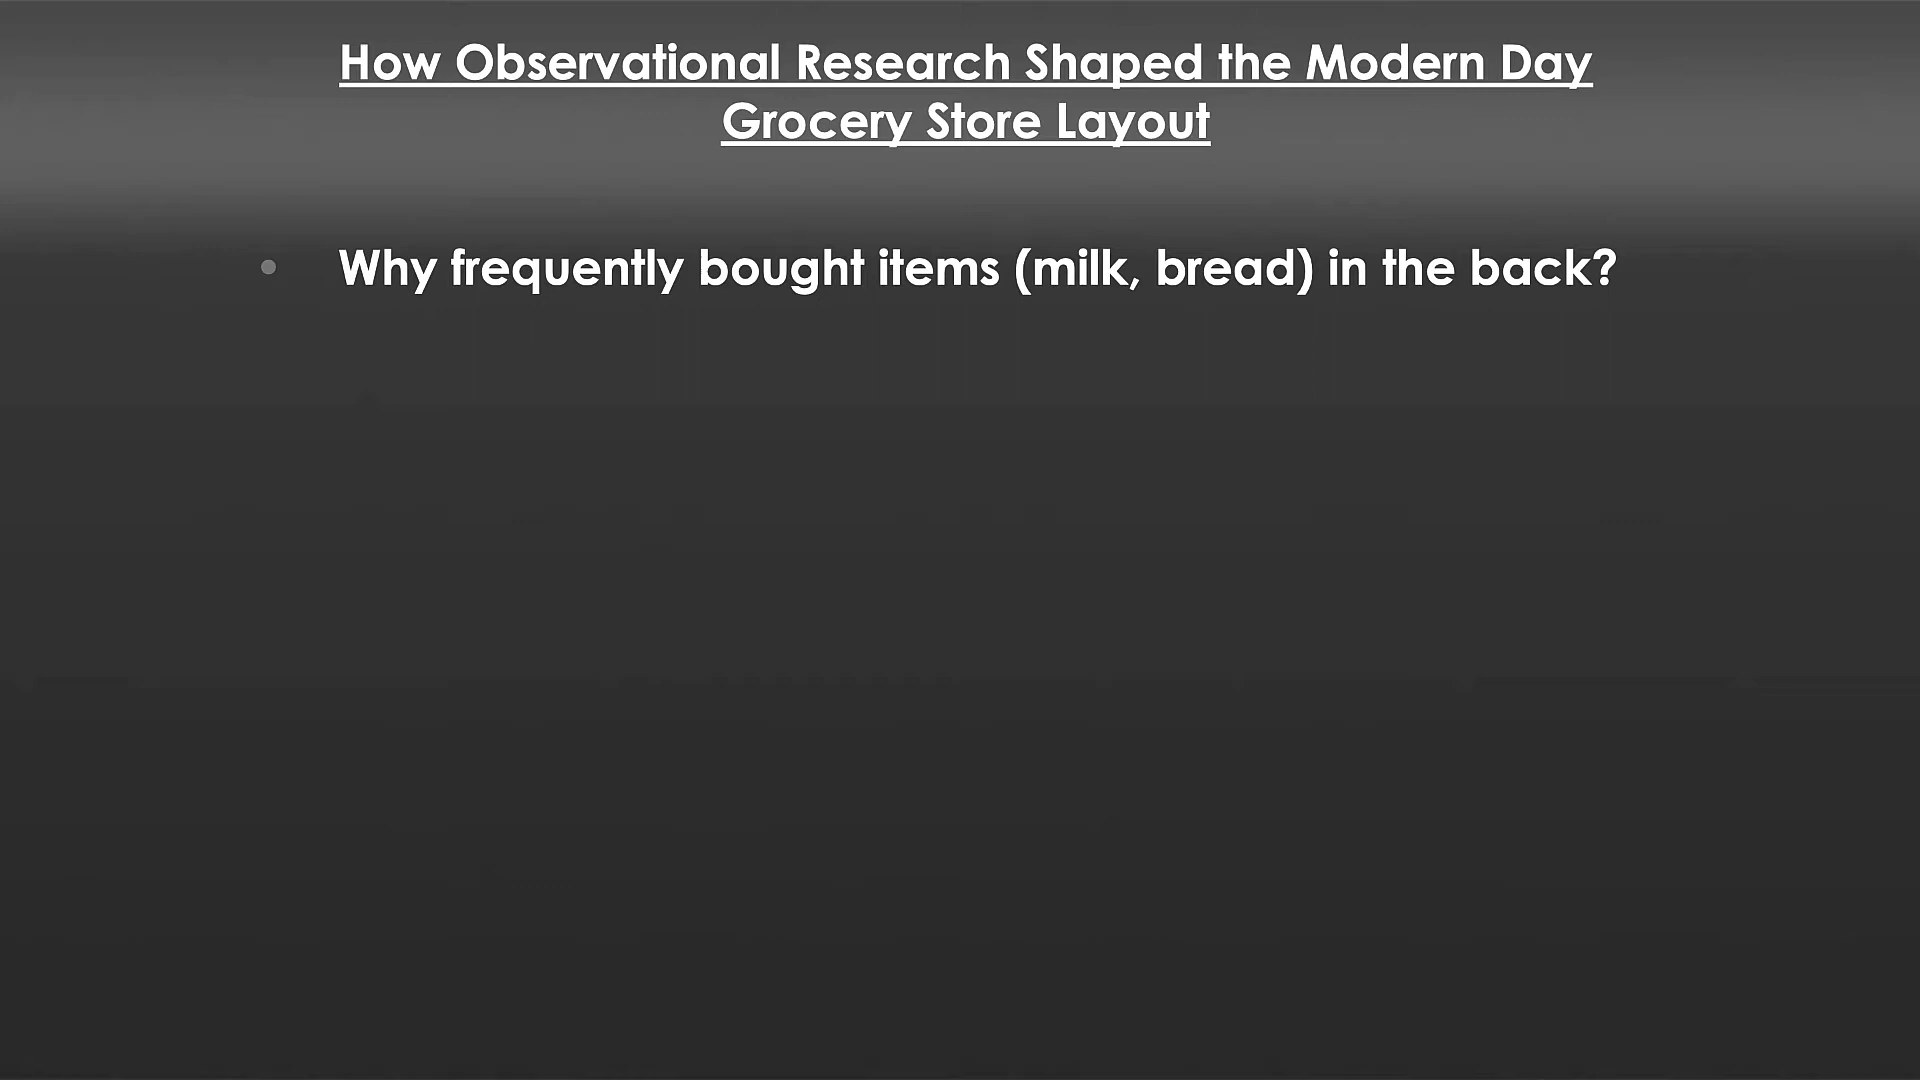 How Observational Research Shaped the Modern Day
Grocery Store Layout
• Why frequently bought items (milk, bread) in the back?